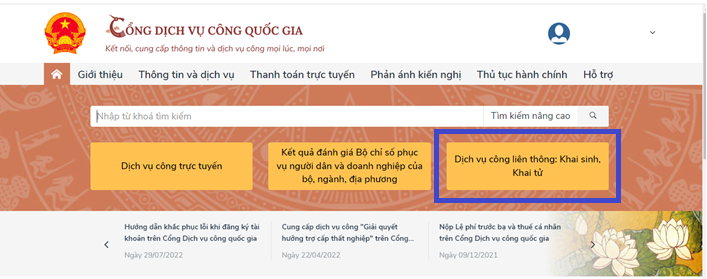 CỔNG DỊCH VỤ CÔNG QUỐC GIA
Kết nối, cung cấp thông tin và dịch vụ công mọi lúc, mọi nơi
Giới thiệu Thông tin và dịch vụ Thanh toán trực tuyến Phản ánh kiến nghị Thủ tục hành chính Hỗ trợ
Nhập từ khoá tìm kiếm Tìm kiếm nâng cao
Dịch vụ công trực tuyến
Kết quả đánh giá Bộ chỉ số phục
vụ người dân và doanh nghiệp của
bộ, ngành, địa phương
Dịch vụ công liên thông: Khai sinh,
Khai tử
Hướng dẫn khắc phục lỗi khi đăng ký tài
khoản trên Cổng Dịch vụ công quốc gia
Ngày 29/07/2022
Cung cấp dịch vụ công "Giải quyết
hưởng trợ cấp thất nghiệp" trên Cổng...
Ngày 22/04/2022
Nộp Lệ phí trước bạ và thuế cá nhân
trên Cổng Dịch vụ công quốc gia
Ngày 09/12/2021